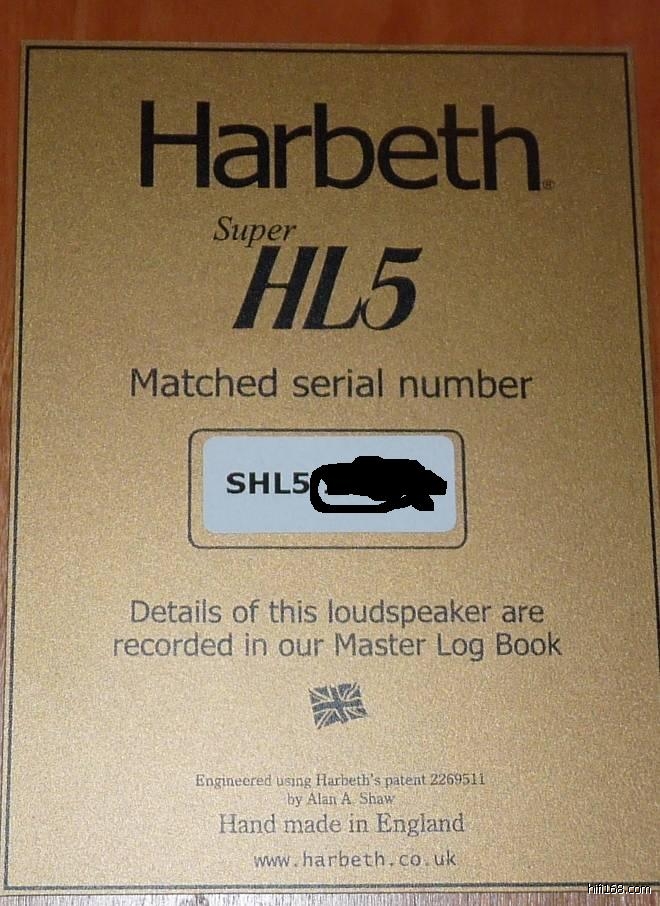 Harbeth®
Super
HL5
Matched serial number
SHL5
Details of this loudspeaker are
recorded in our Master Log Book
Engineered using Harbeth's patent 2269511
by Alan A. Shaw
Hand made in England
www.harbeth.co.uk
hifi168.com